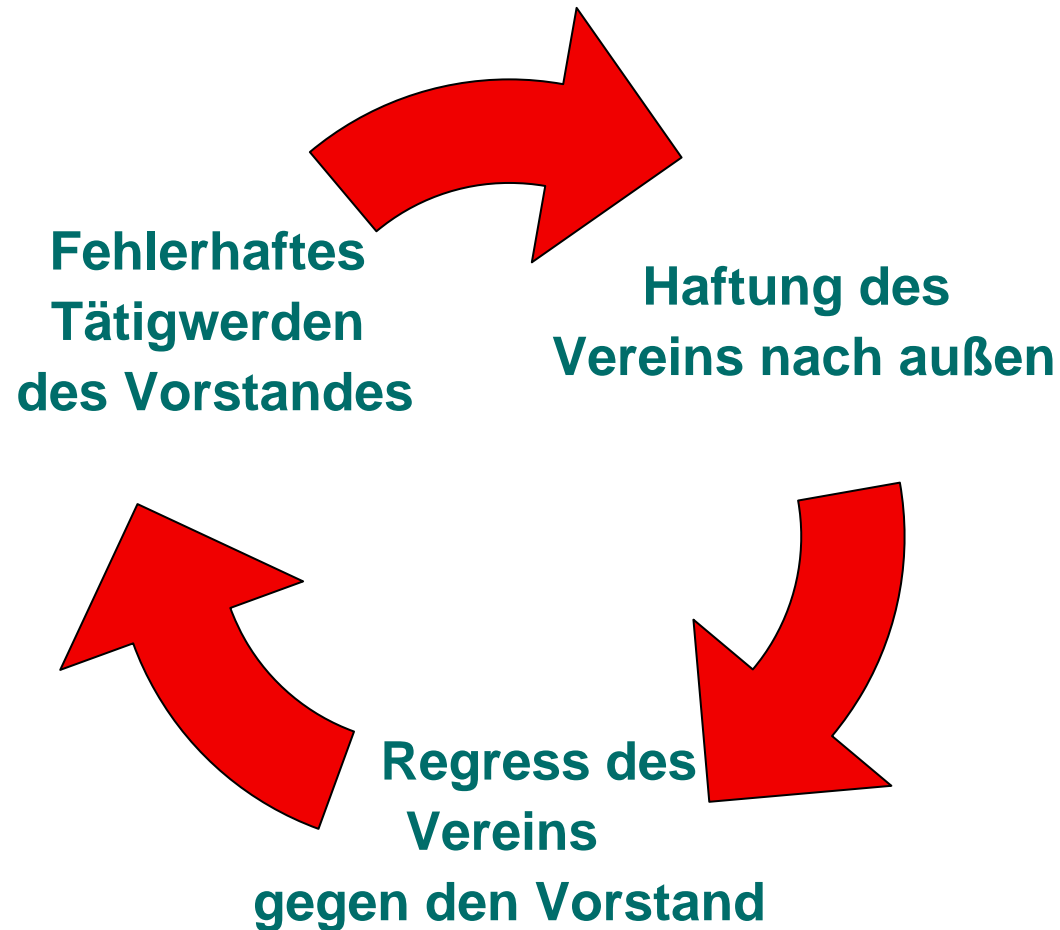 Fehlerhaftes
Tätigwerden
des Vorstandes
Haftung des
Vereins nach außen
Regress des
Vereins
gegen den Vorstand